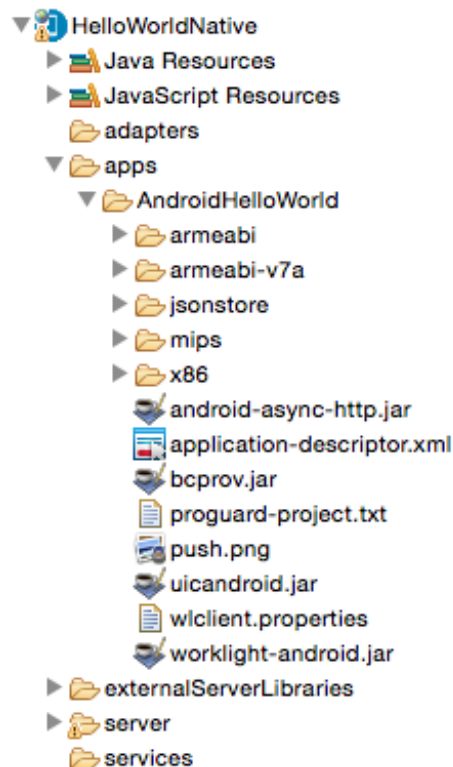 HelloWorldNative
Java Resources
JavaScript Resources
adapters
apps
AndroidHelloWorld
armeabi
armeabi-v7a
jsonstore
mips
x86
android-async-http.jar
application-descriptor.xml
bcprov.jar
proguard-project.txt
push.png
uicandroid.jar
wlclient.properties
worklight-android.jar
externalServerLibraries
server
services